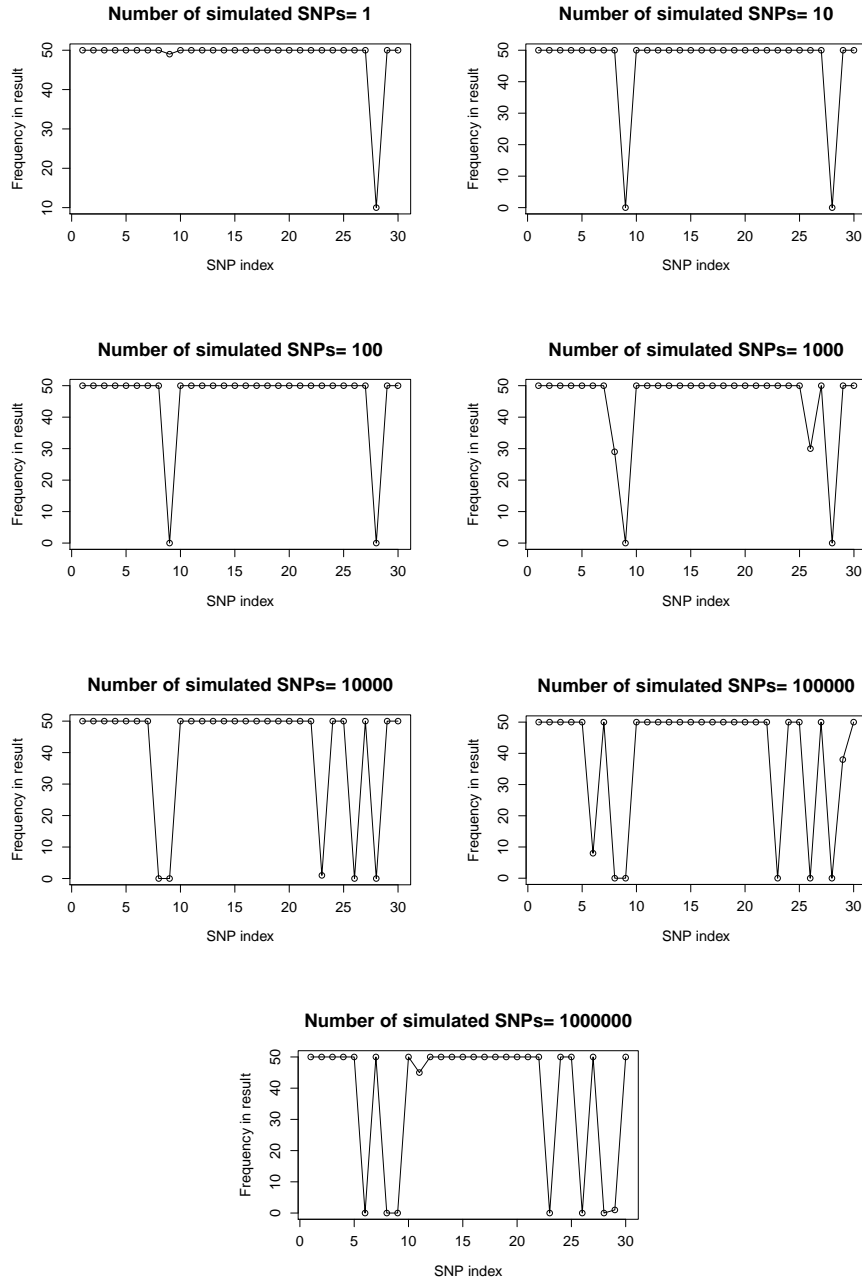 Number of simulated SNPs= 1
Frequency in result
50
40
30
20
10
0 5 10 15 20 25 30
SNP index
Number of simulated SNPs= 10
Frequency in result
50
40
30
20
10
0
0 5 10 15 20 25 30
SNP index
Number of simulated SNPs= 100
Frequency in result
50
40
30
20
10
0
0 5 10 15 20 25 30
SNP index
Number of simulated SNPs= 1000
Frequency in result
50
40
30
20
10
0
0 5 10 15 20 25 30
SNP index
Number of simulated SNPs= 10000
Frequency in result
50
40
30
20
10
0
0 5 10 15 20 25 30
SNP index
Number of simulated SNPs= 100000
Frequency in result
50
40
30
20
10
0
0 5 10 15 20 25 30
SNP index
Number of simulated SNPs= 1000000
Frequency in result
50
40
30
20
10
0
0 5 10 15 20 25 30
SNP index